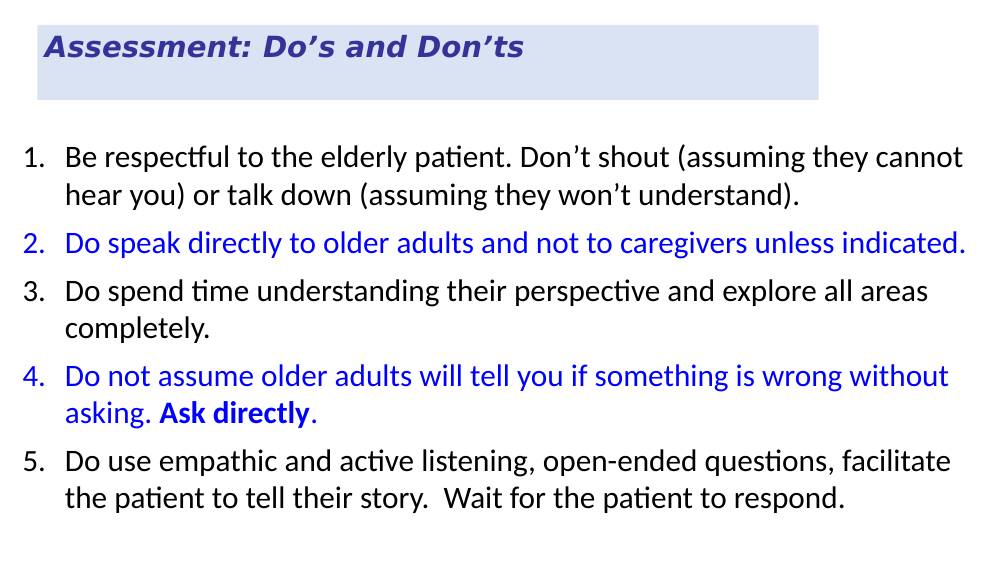 Assessment: Do’s and Don’ts
1. Be respectful to the elderly patient. Don’t shout (assuming they cannot
hear you) or talk down (assuming they won’t understand).
2. Do speak directly to older adults and not to caregivers unless indicated.
3. Do spend time understanding their perspective and explore all areas
completely.
4. Do not assume older adults will tell you if something is wrong without
asking. Ask directly.
5. Do use empathic and active listening, open-ended questions, facilitate
the patient to tell their story.  Wait for the patient to respond.